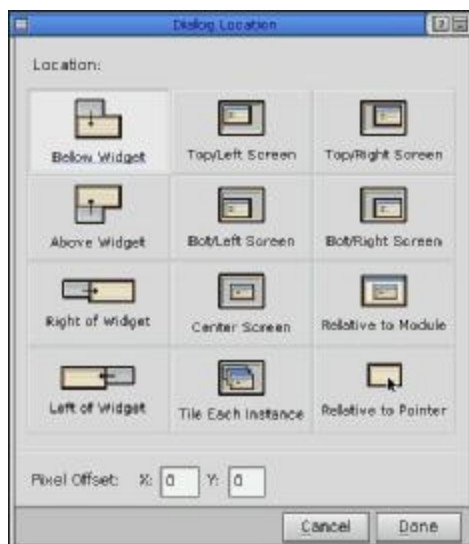 Dialog Location
?
Location:
Below Widget
Top/Left Screen
Top/Right Screen
Above Widget
Bot/Left Screen
Bot/Right Screen
Right of Widget
Center Screen
Relative to Module
Left of Widget
Tile Each Instance
Relative to Pointer
Pixel Offset: X: 0 Y: 0
Cancel Done